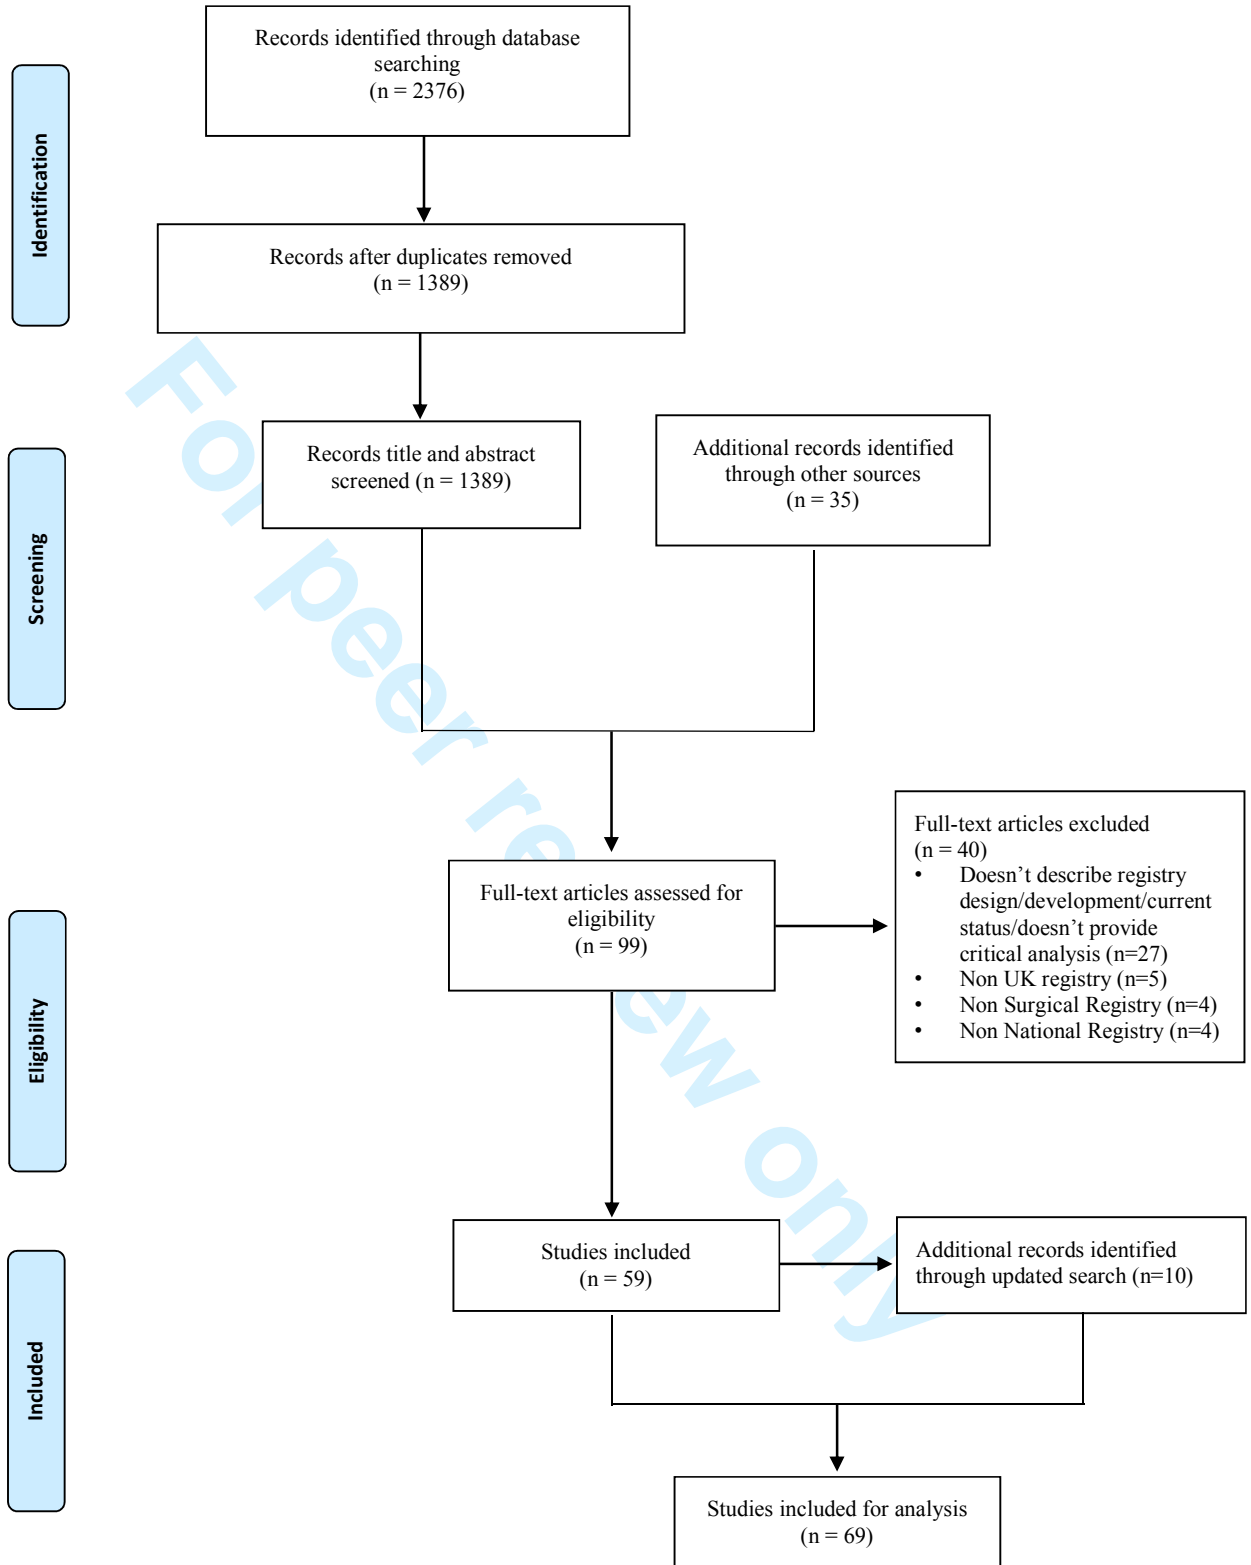 Records identified through database
searching
(n = 2376)
Identification
Records after duplicates removed
(n = 1389)
Records title and abstract
screened (n = 1389)
Additional records identified
through other sources
(n = 35)
Screening
Full-text articles assessed for
eligibility
(n = 99)
Full-text articles excluded
(n = 40)
• Doesn’t describe registry
design/development/current
status/doesn’t provide
critical analysis (n=27)
• Non UK registry (n=5)
• Non Surgical Registry (n=4)
• Non National Registry (n=4)
Eligibility
Studies included
(n = 59)
Additional records identified
through updated search (n=10)
Included
Studies included for analysis
(n = 69)
For peer review only